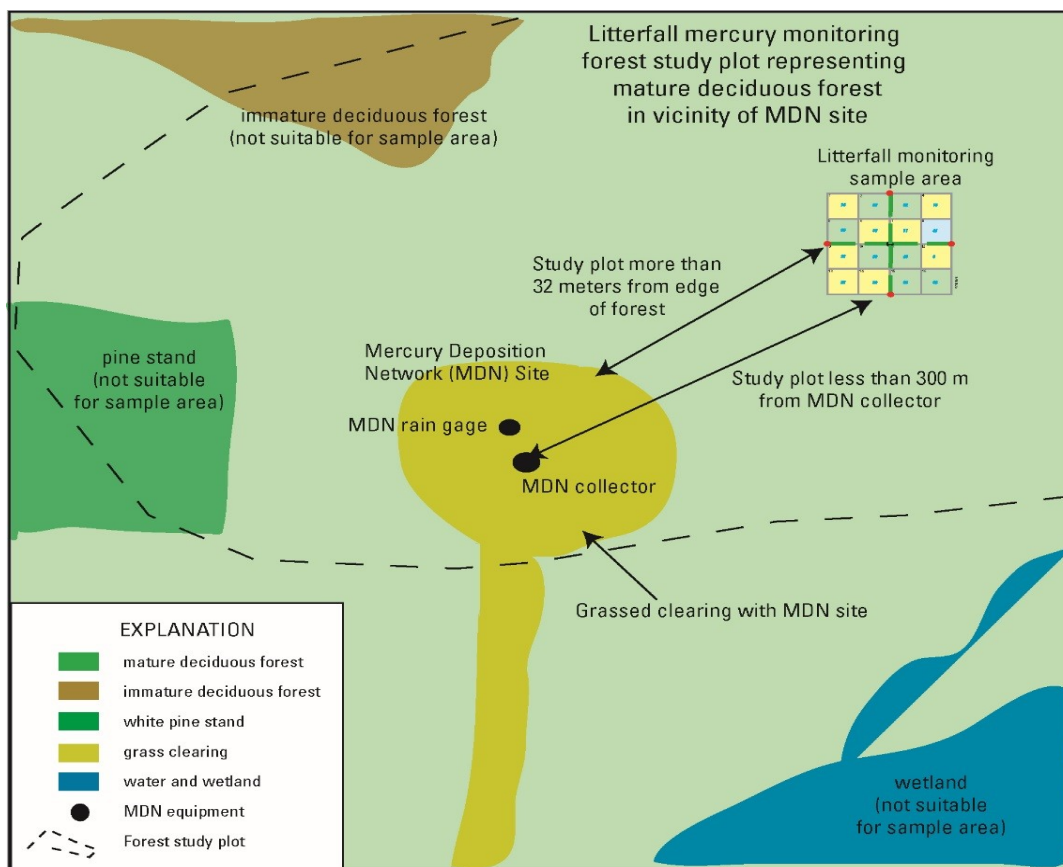 Litterfall mercury monitoring
forest study plot representing
mature deciduous forest
in vicinity of MDN site
immature deciduous forest
(not suitable for sample area)
Litterfall monitoring
sample area
Study plot more than
32 meters from edge
of forest
pine stand
(not suitable
for sample area)
Mercury Deposition
Network (MDN) Site
Study plot less than 300 m
from MDN collector
MDN rain gage
MDN collector
Grassed clearing with MDN site
EXPLANATION
mature deciduous forest
immature deciduous forest
white pine stand
grass clearing
water and wetland
MDN equipment
Forest study plot
wetland
(not suitable
for sample area)